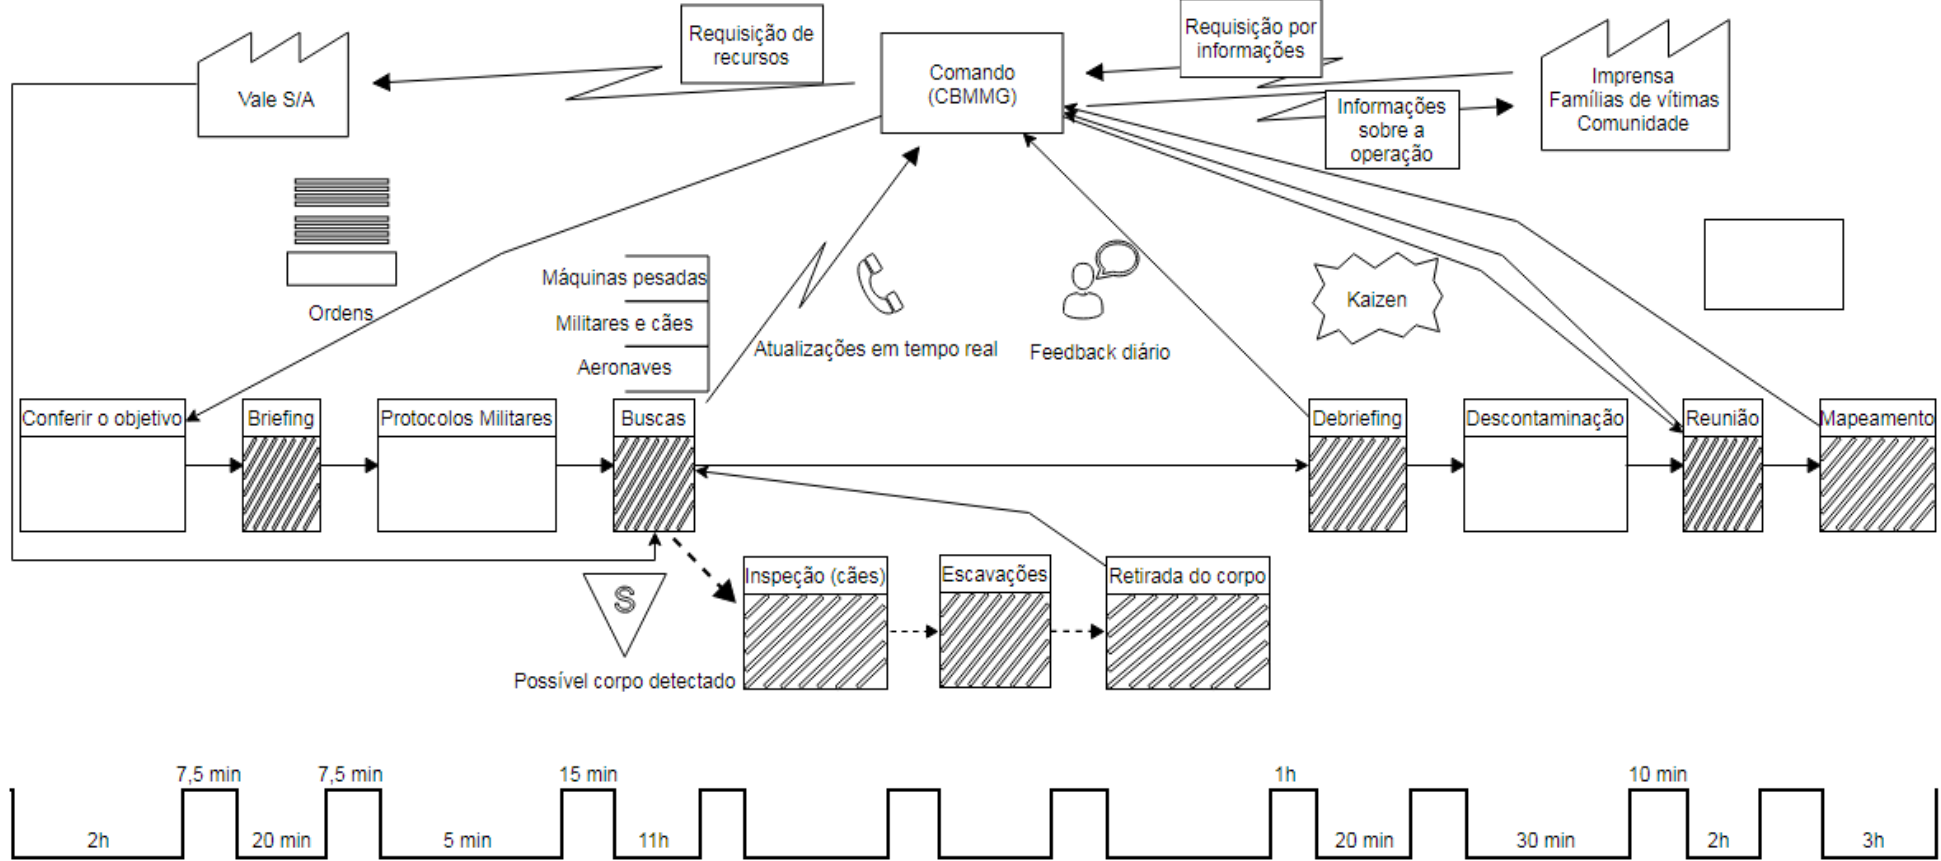 Requisição de
recursos
Requisição por
informações
Comando
(CBMMG)
Vale S/A
Imprensa
Famílias de vítimas
Comunidade
Informações
sobre a
operação
Ordens
Máquinas pesadas
Militares e cães
Aeronaves
Atualizações em tempo real
Feedback diário
Kaizen
Conferir o objetivo
Briefing
Protocolos Militares
Buscas
Debriefing
Descontaminação
Reunião
Mapeamento
S
Possível corpo detectado
Inspeção (cães)
Escavações
Retirada do corpo
7,5 min
7,5 min
15 min
1h
10 min
2h
20 min
5 min
11h
20 min
30 min
2h
3h